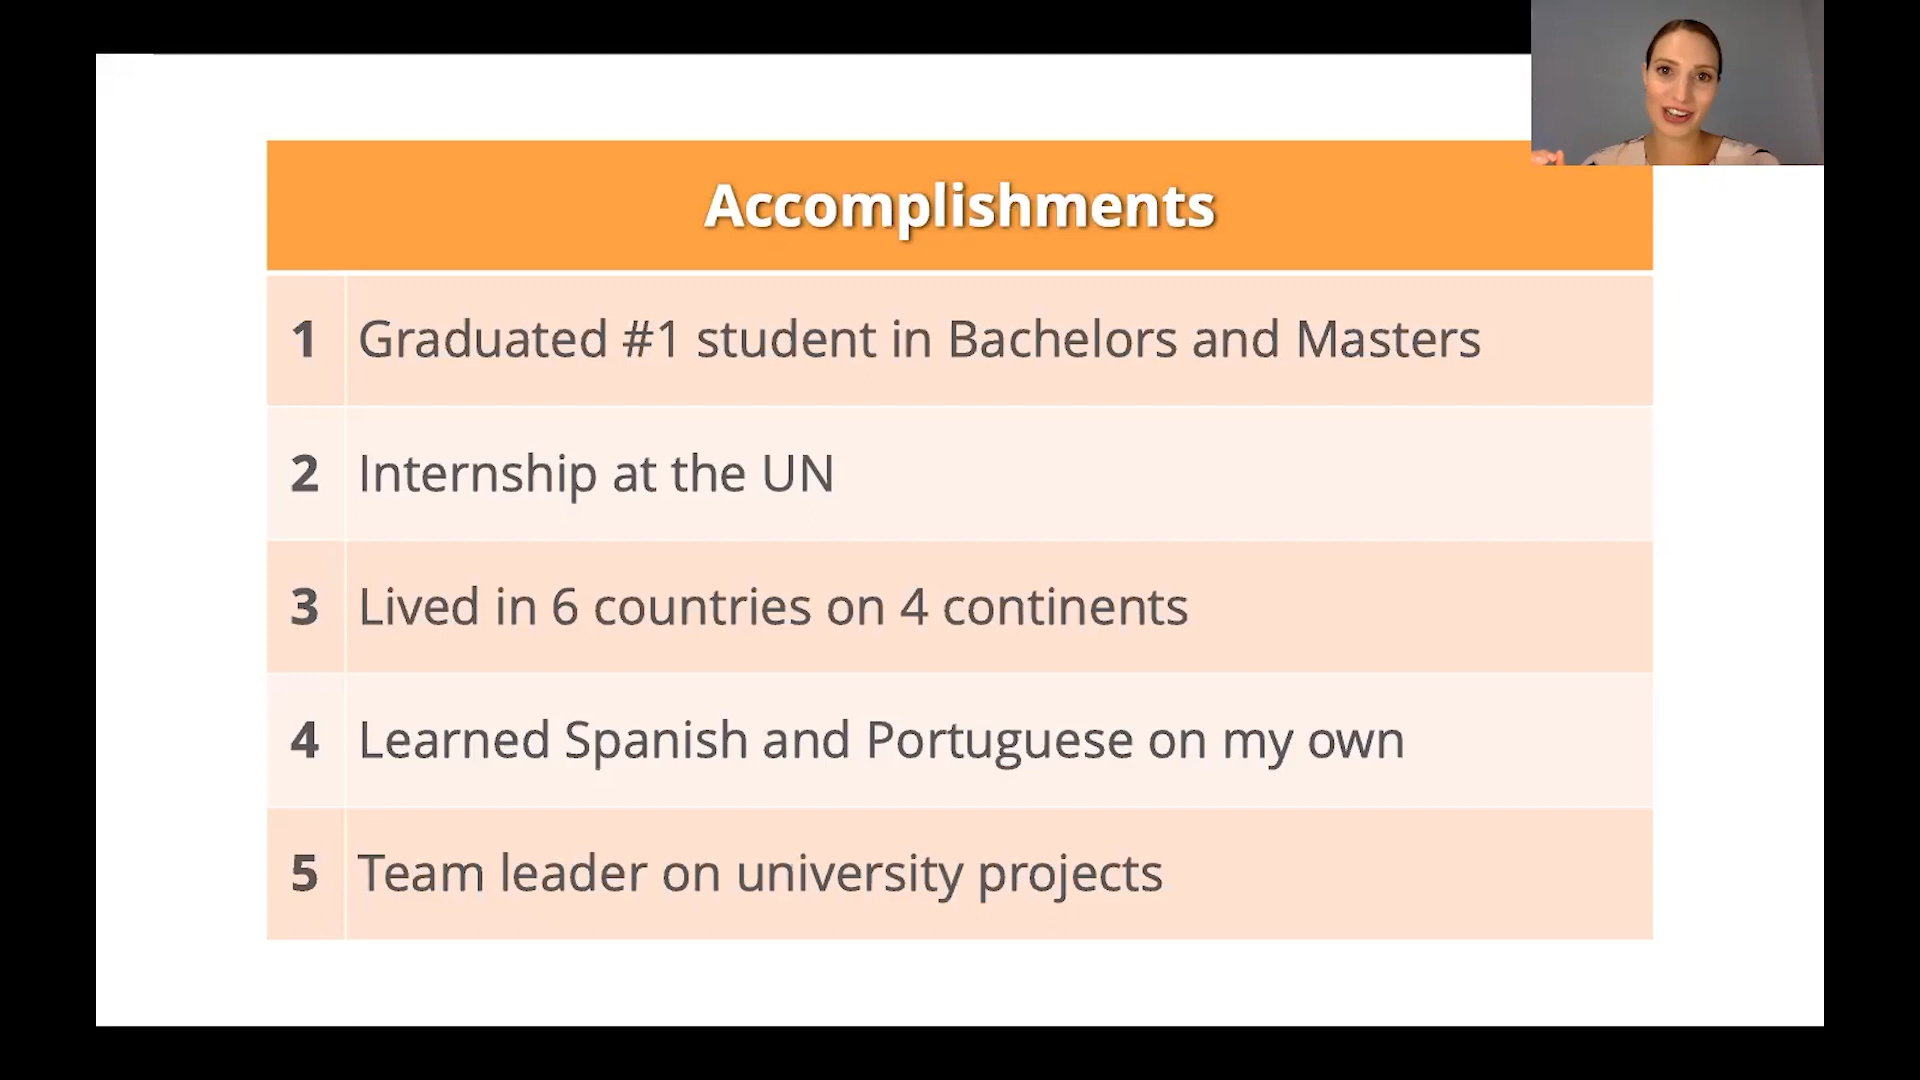 Accomplishments
1 Graduated #1 student in Bachelors and Masters
2 Internship at the UN
3 Lived in 6 countries on 4 continents
4 Learned Spanish and Portuguese on my own
5 Team leader on university projects